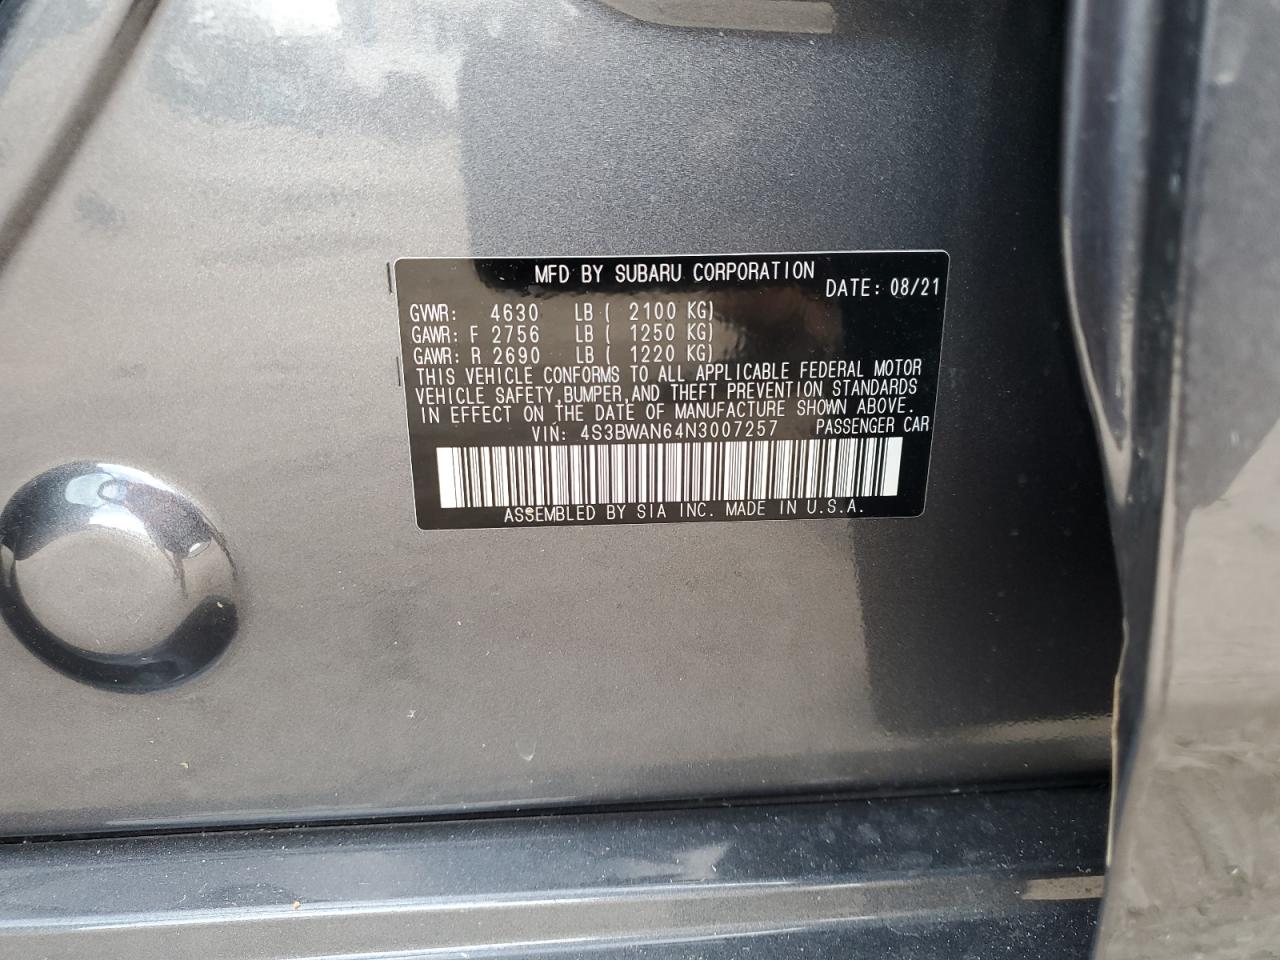 MFD BY SUBARU CORPORATION
DATE: 08/21
GVWR: 4630 LB ( 2100 KG)
GAWR: F 2756 LB ( 1250 KG)
GAWR: R 2690 LB ( 1220 KG)
THIS VEHICLE CONFORMS TO ALL APPLICABLE FEDERAL MOTOR
VEHICLE SAFETY,BUMPER,AND THEFT PREVENTION STANDARDS
IN EFFECT ON THE DATE OF MANUFACTURE SHOWN ABOVE.
VIN: 4S3BWAN64N3007257 PASSENGER CAR
ASSEMBLED BY SIA INC. MADE IN U.S.A.